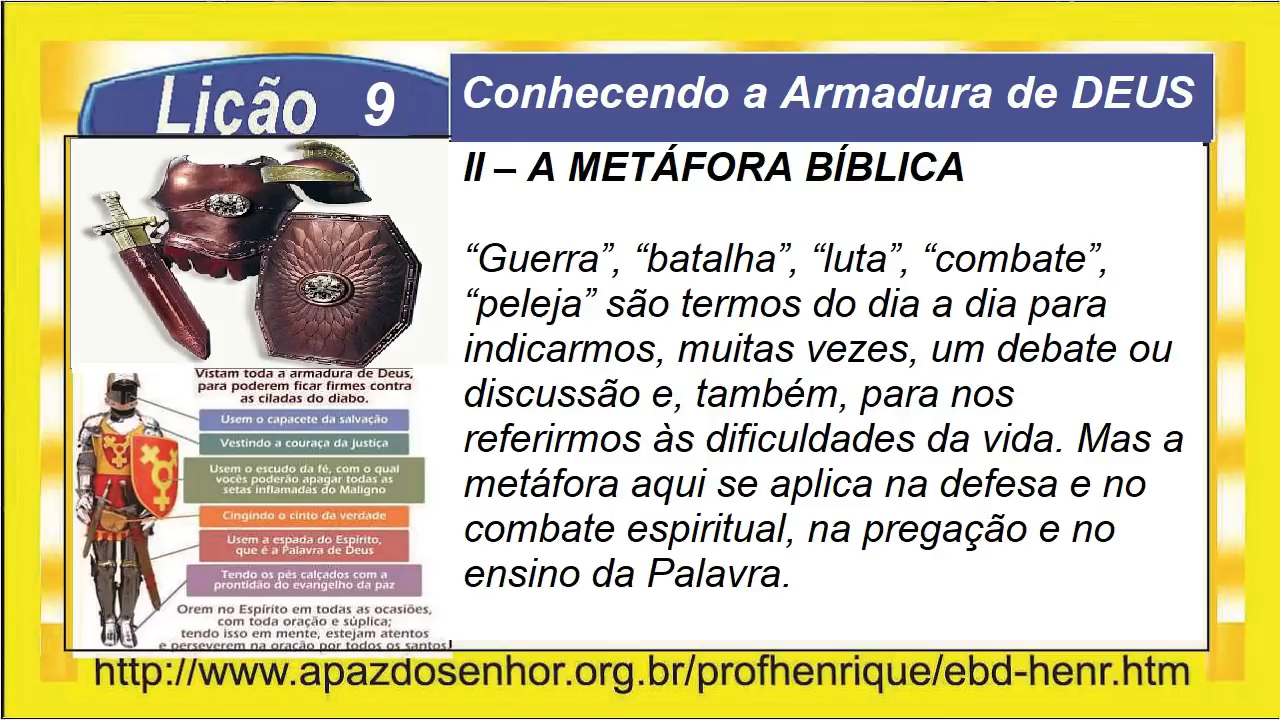 Lição 9
Conhecendo a Armadura de DEUS
II – A METÁFORA BÍBLICA
“Guerra”, “batalha”, “luta”, “combate”,
“peleja” são termos do dia a dia para
indicarmos, muitas vezes, um debate ou
discussão e, também, para nos
referirmos às dificuldades da vida. Mas a
metáfora aqui se aplica na defesa e no
combate espiritual, na pregação e no
ensino da Palavra.
Vistam toda a armadura de Deus,
para poderem ficar firmes contra
as ciladas do diabo.
Usem o capacete da salvação
Vestindo a couraça da justiça
Usem o escudo da fé, com o qual
vocês poderão apagar todas as
setas inflamadas do Maligno
Cingindo o cinto da verdade
Usem a espada do Espírito,
que é a Palavra de Deus
Tendo os pés calçados com a
prontidão do evangelho da paz
Orem no Espírito em todas as ocasiões,
com toda oração e súplica;
tendo isso em mente, estejam atentos
e perseverem na oração por todos os santos
http://www.apazdosenhor.org.br/profhenrique/ebd-henr.htm